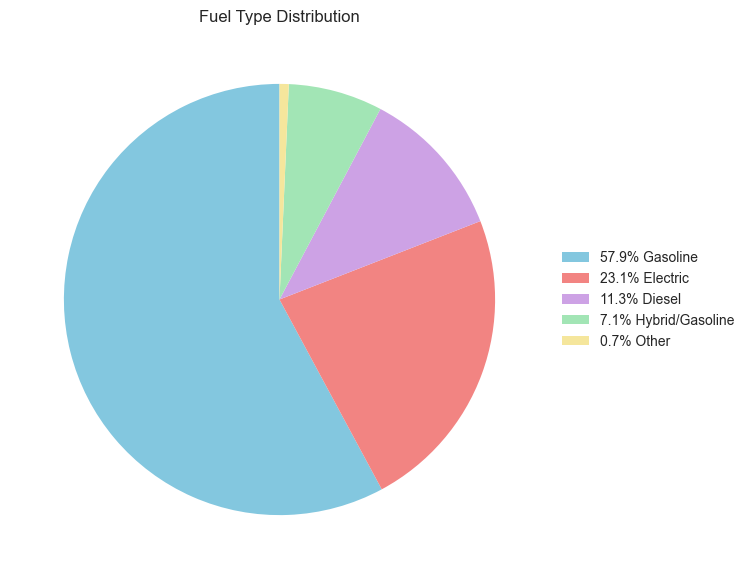 Fuel Type Distribution
57.9% Gasoline
23.1% Electric
11.3% Diesel
7.1% Hybrid/Gasoline
0.7% Other